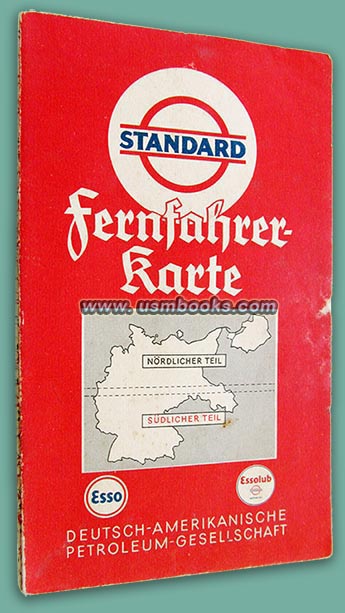 STANDARD
Fernfahrer-
Karte
www.usmbooks.com
NÖRDLICHER TEIL
SÜDLICHER TEIL
Esso
Essolub
DEUTSCH-AMERIKANISCHE
PETROLEUM-GESELLSCHAFT